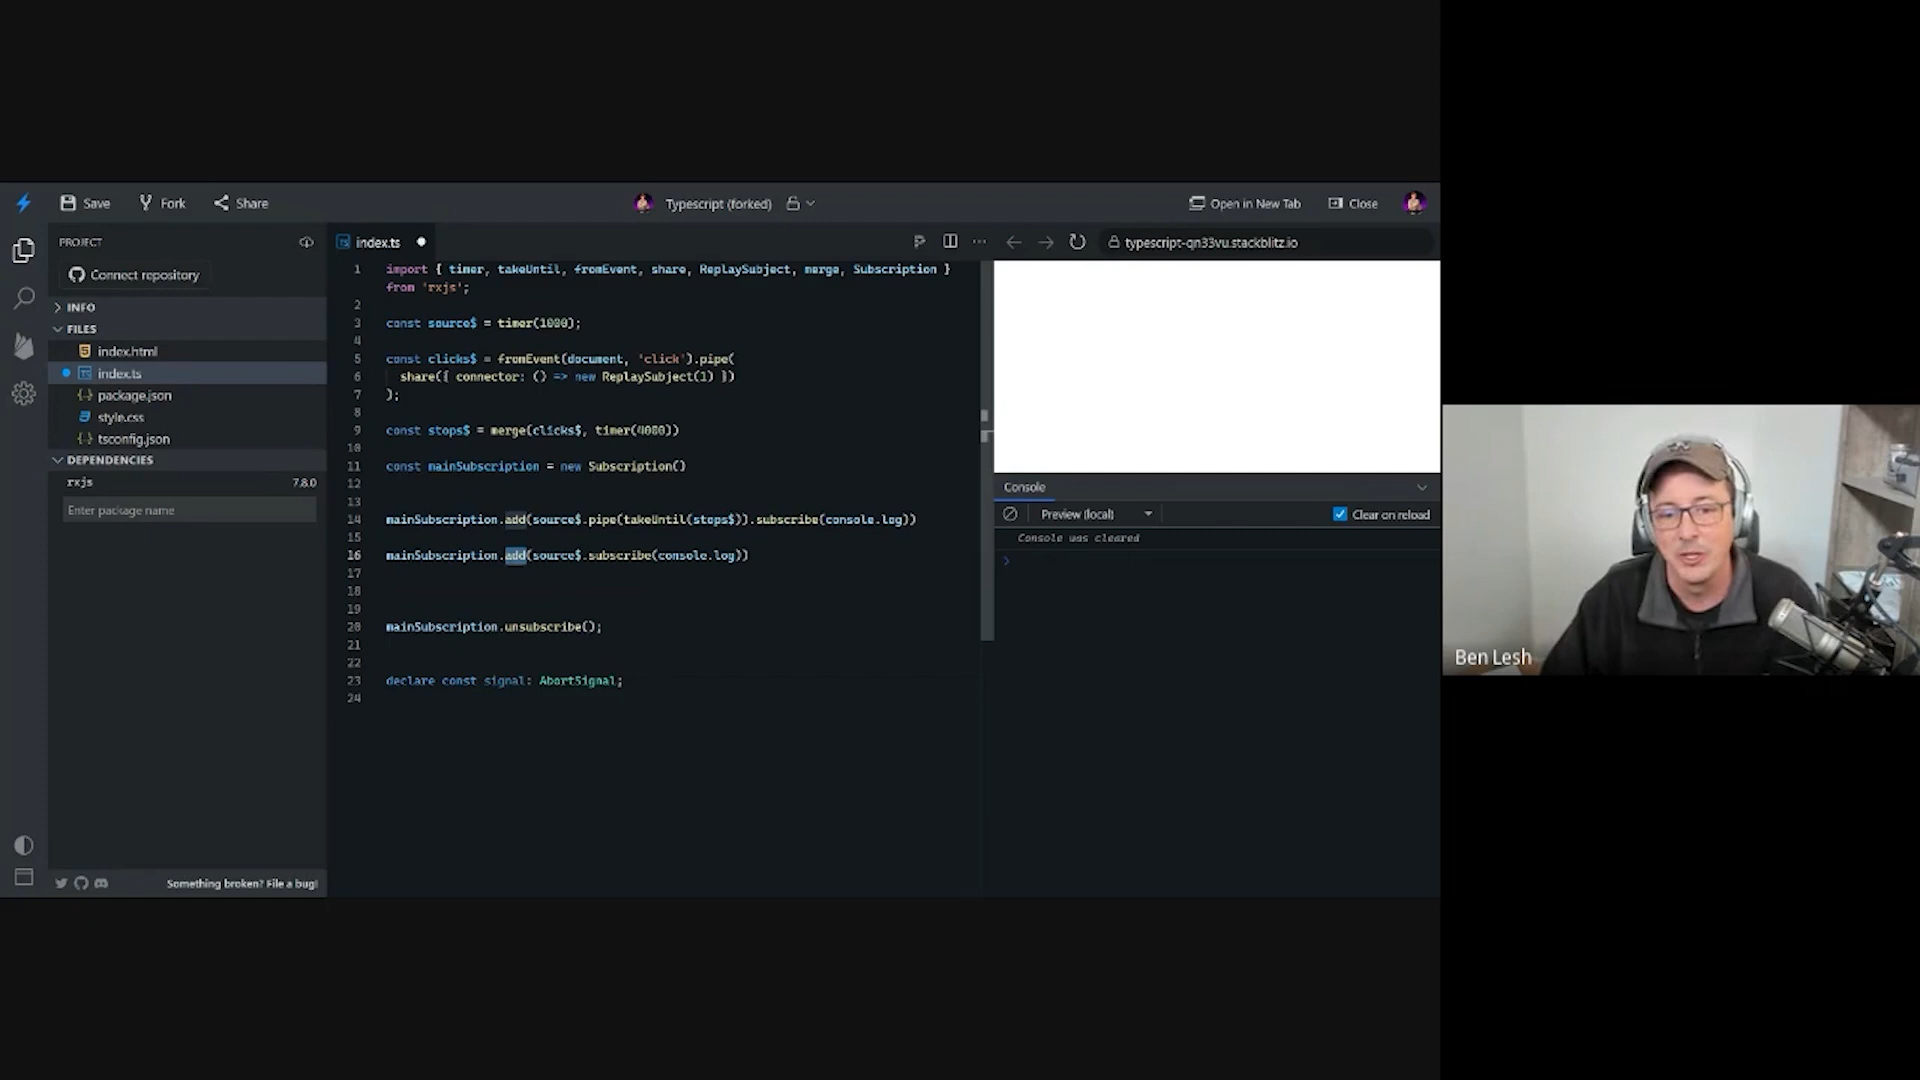 Save Fork Share Typescript (forked) Open in New Tab Close
PROJECT
Connect repository
INFO
FILES
index.html
TS index.ts
{} package.json
style.css
{} tsconfig.json
DEPENDENCIES
rxjs 7.8.0
Enter package name
Something broken? File a bug!
TS index.ts
1 import { timer, takeUntil, fromEvent, share, ReplaySubject, merge, Subscription }
from 'rxjs';
2
3 const source$ = timer(1000);
4
5 const clicks$ = fromEvent(document, 'click').pipe(
6 share({ connector: () => new ReplaySubject(1) })
7 );
8
9 const stops$ = merge(clicks$, timer(4000))
10
11 const mainSubscription = new Subscription()
12
13
14 mainSubscription.add(source$.pipe(takeUntil(stops$)).subscribe(console.log))
15
16 mainSubscription.add(source$.subscribe(console.log))
17
18
19
20 mainSubscription.unsubscribe();
21
22
23 declare const signal: AbortSignal;
24
typescript-qn33vu.stackblitz.io
Console
Preview (local) Clear on reload
Console was cleared
Ben Lesh